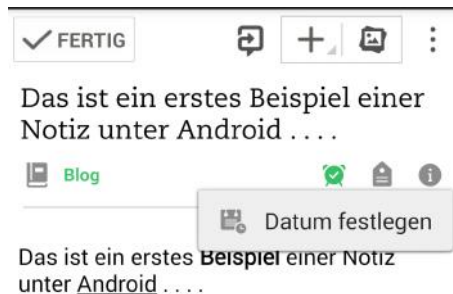 FERTIG
Das ist ein erstes Beispiel einer
Notiz unter Android . . . .
Blog
Datum festlegen
Das ist ein erstes Beispiel einer Notiz
unter Android . . . .